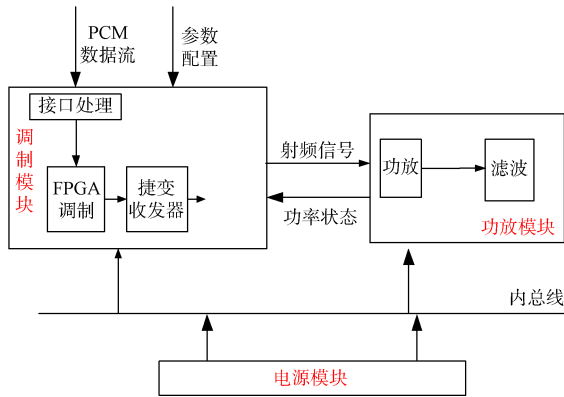 PCM
数据流
参数
配置
接口处理
调制模块
FPGA
调制
捷变
收发器
射频信号
功率状态
功放
滤波
功放模块
内总线
电源模块